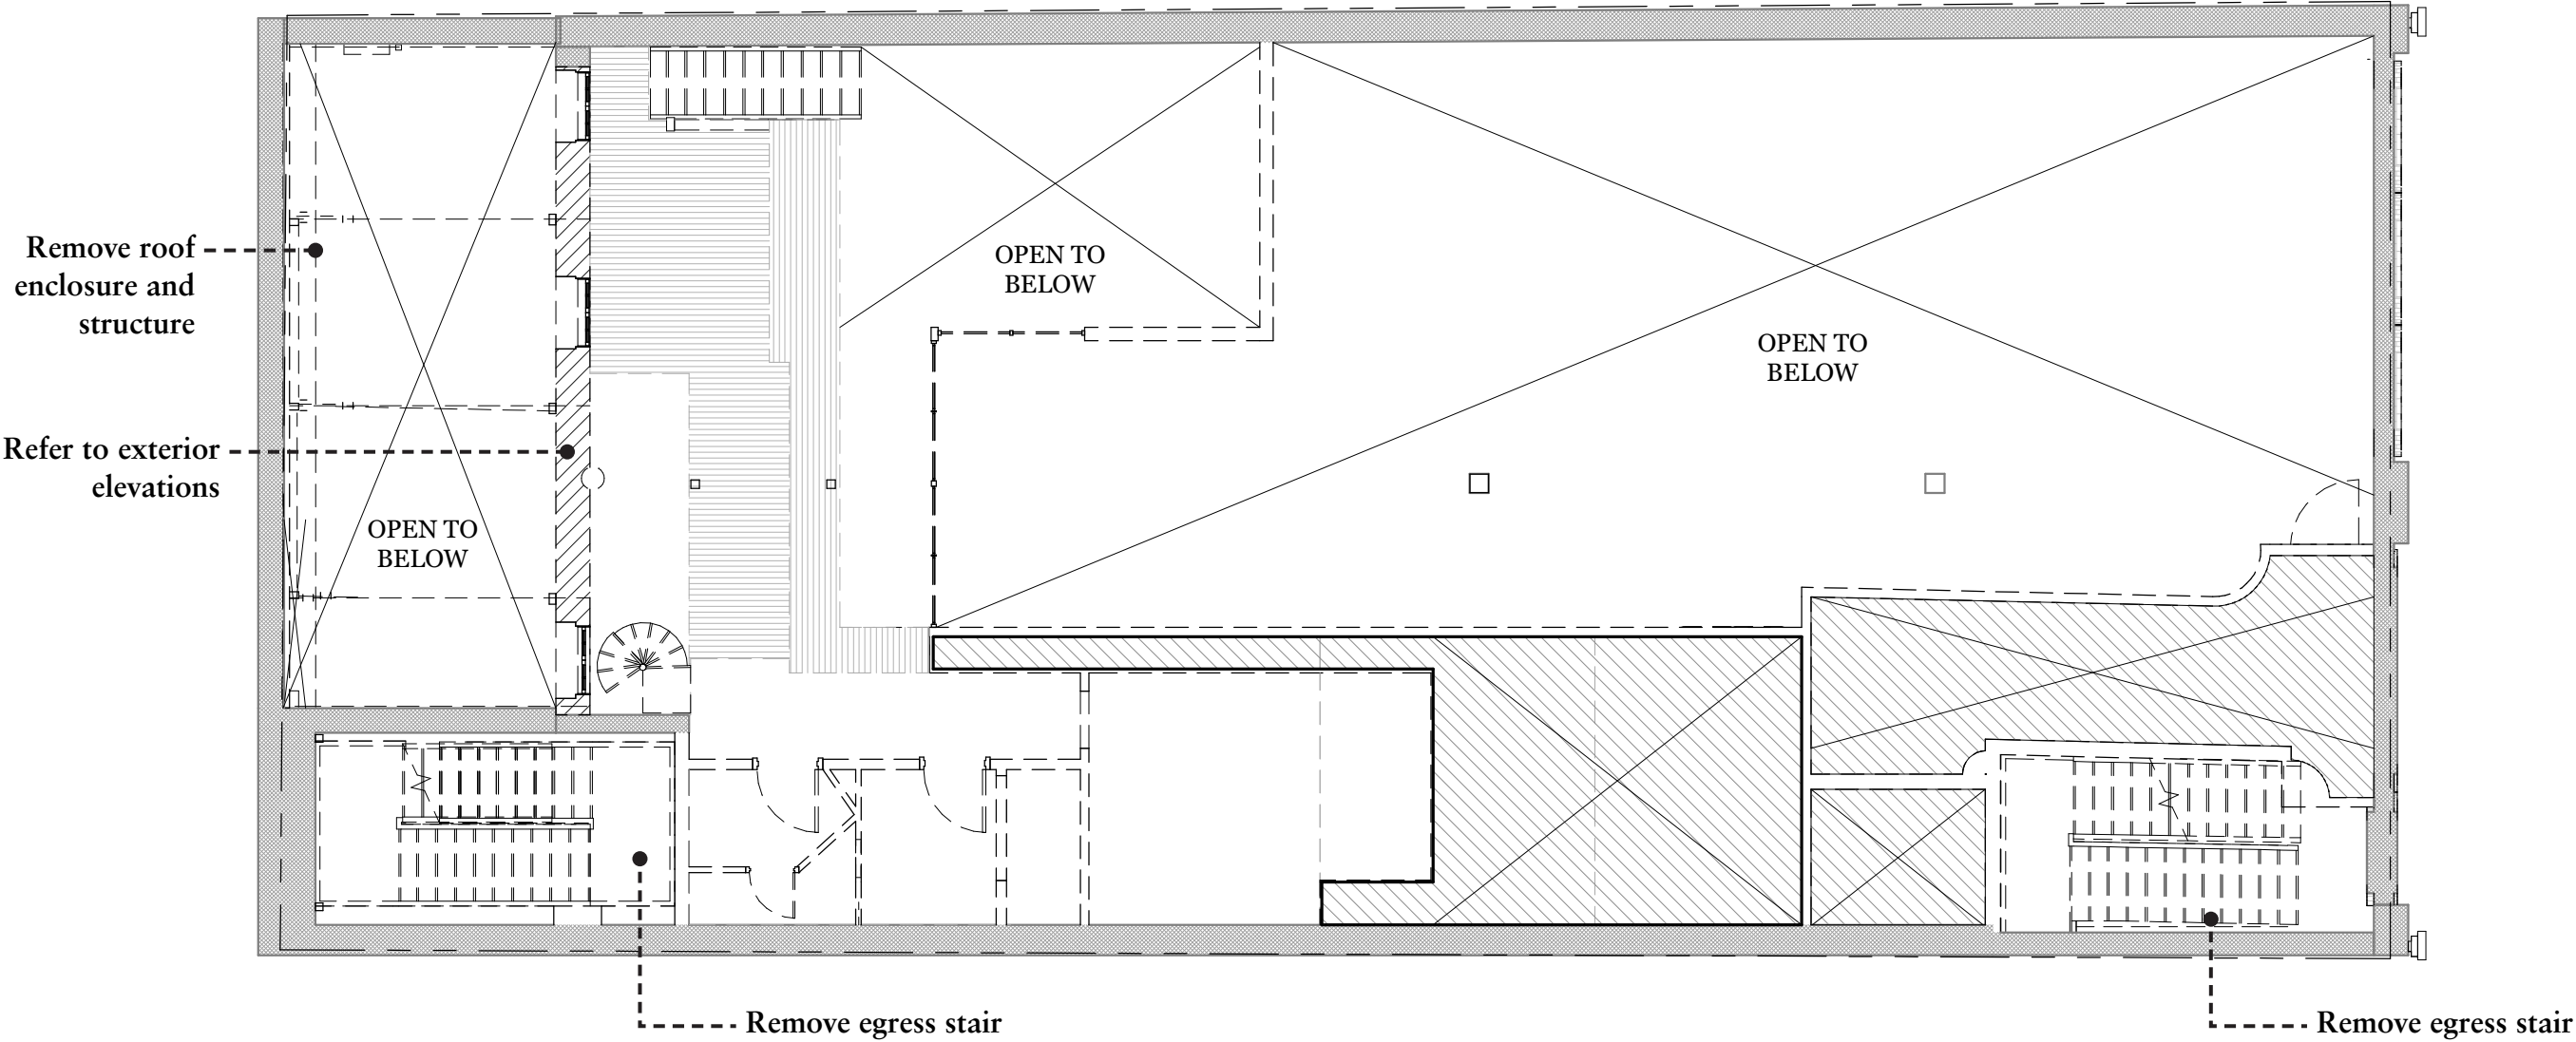 Remove roof
enclosure and
structure
Refer to exterior
elevations
OPEN TO
BELOW
OPEN TO
BELOW
OPEN TO
BELOW
Remove egress stair
Remove egress stair